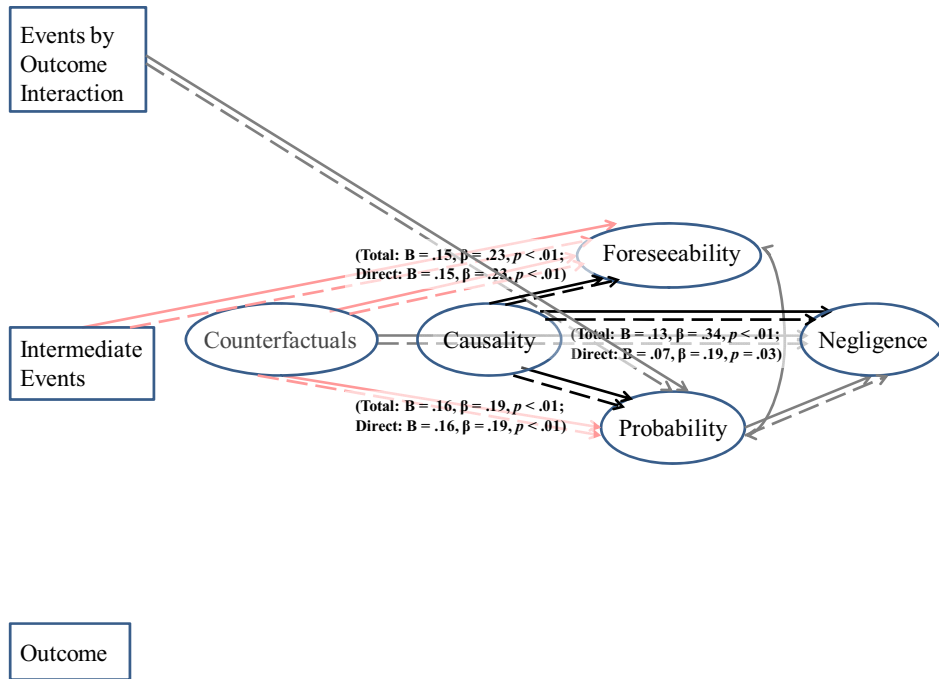 Events by
Outcome
Interaction
Foreseeability
(Total: B = .15, β = .23, p < .01;
Direct: B = .15, β = .23, p < .01)
Intermediate
Events
Counterfactuals
Causality
(Total: B = .13, β = .34, p < .01;
Direct: B = .07, β = .19, p = .03)
Negligence
(Total: B = .16, β = .19, p < .01;
Direct: B = .16, β = .19, p < .01)
Probability
Outcome